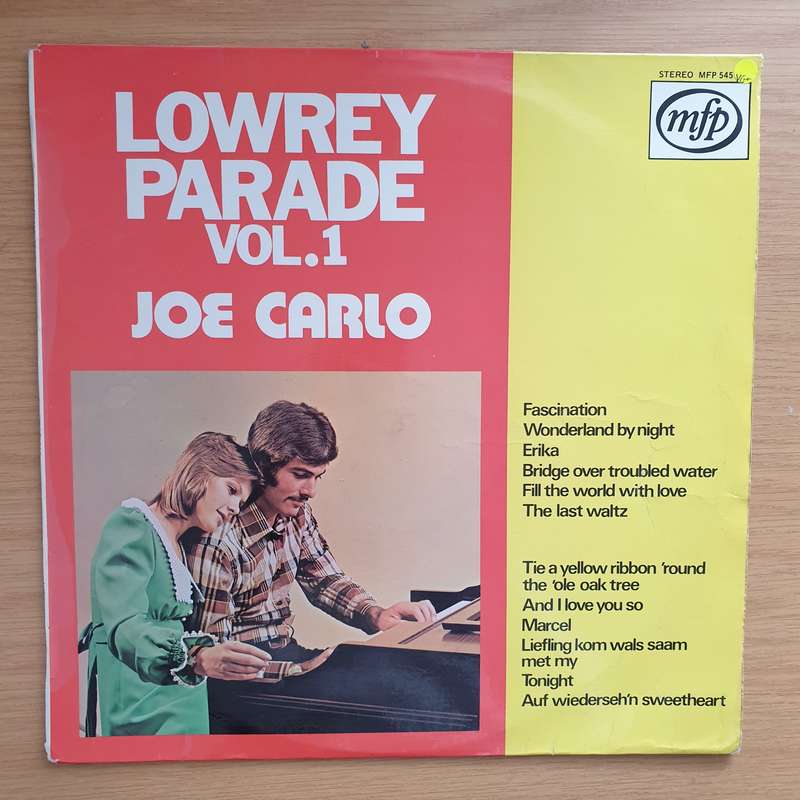 STEREO MFP 545
VG+
mfp
LOWREY
PARADE
VOL.1
JOE CARLO
Fascination
Wonderland by night
Erika
Bridge over troubled water
Fill the world with love
The last waltz
Tie a yellow ribbon 'round
the 'ole oak tree
And I love you so
Marcel
Liefling kom wals saam
met my
Tonight
Auf wiederseh'n sweetheart